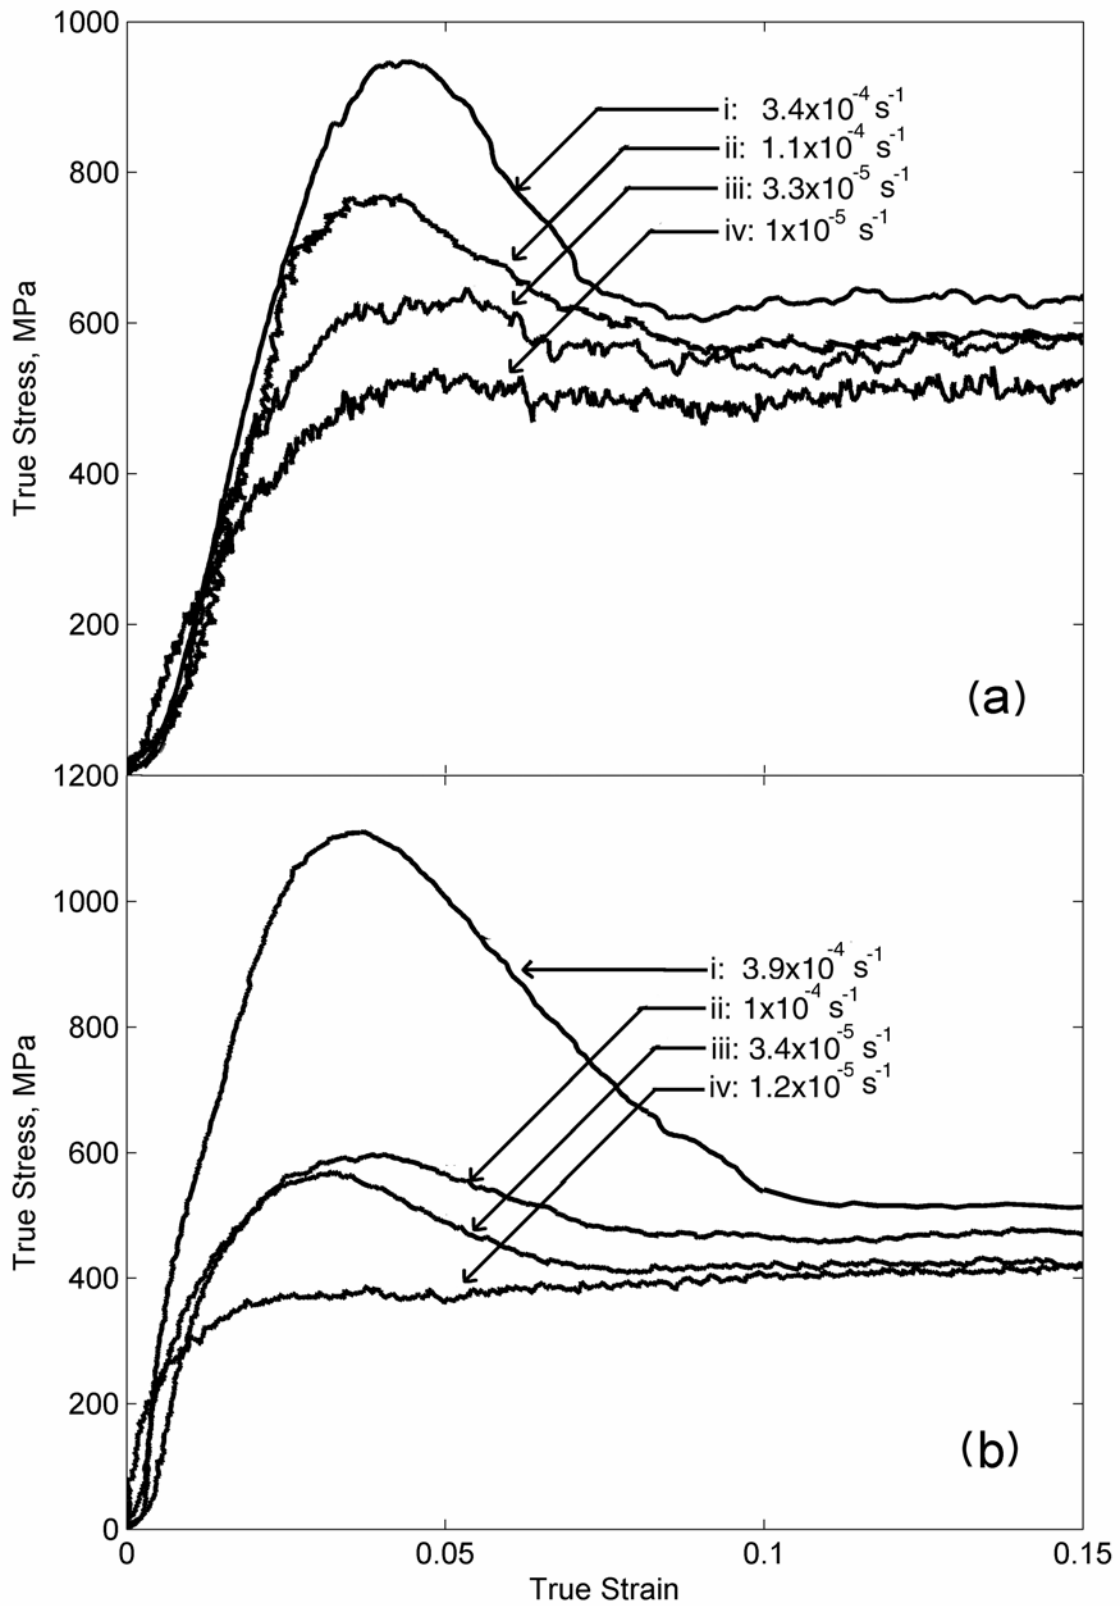 1000
i: 3.4x10⁻⁴ s⁻¹
ii: 1.1x10⁻⁴ s⁻¹
800
iii: 3.3x10⁻⁵ s⁻¹
iv: 1x10⁻⁵ s⁻¹
True Stress, MPa
600
400
200
(a)
1200
1000
i: 3.9x10⁻⁴ s⁻¹
ii: 1x10⁻⁴ s⁻¹
800
iii: 3.4x10⁻⁵ s⁻¹
iv: 1.2x10⁻⁵ s⁻¹
True Stress, MPa
600
400
200
(b)
0
0 0.05 0.1 0.15
True Strain